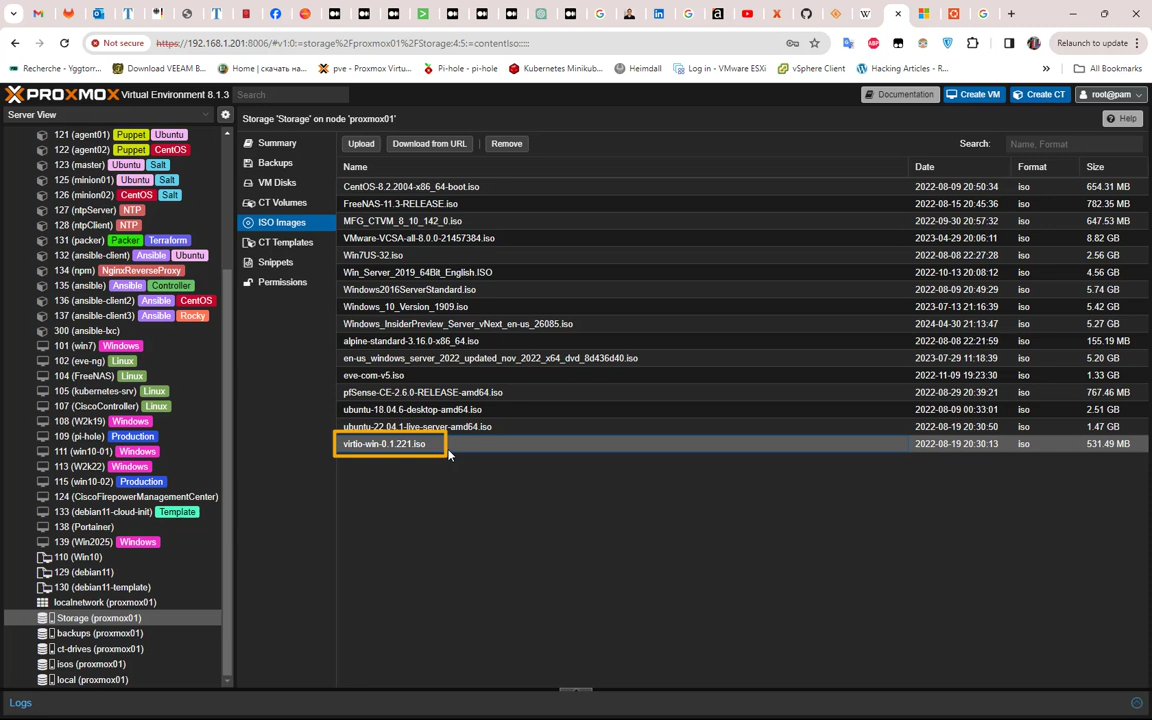 Not secure
https://192.168.1.201:8006/#v1:0:=storage%2Fproxmox01%2FStorage:4:5:=contentIso:::::
Relaunch to update
Recherche - Yggtorr...
Download VEEAM B...
Home | скачать на...
pve - Proxmox Virtu...
Pi-hole - pi-hole
Kubernetes Minikub...
Heimdall
Log in - VMware ESXi
vSphere Client
Hacking Articles - R...
All Bookmarks
PROXMOX Virtual Environment 8.1.3
Search
Documentation
Create VM
Create CT
root@pam
Server View
Storage 'Storage' on node 'proxmox01'
Help
121 (agent01) Puppet Ubuntu
122 (agent02) Puppet CentOS
123 (master) Ubuntu Salt
125 (minion01) Ubuntu Salt
126 (minion02) CentOS Salt
127 (ntpServer) NTP
128 (ntpClient) NTP
131 (packer) Packer Terraform
132 (ansible-client) Ansible Ubuntu
134 (npm) NginxReverseProxy
135 (ansible) Ansible Controller
136 (ansible-client2) Ansible CentOS
137 (ansible-client3) Ansible Rocky
300 (ansible-lxc)
101 (win7) Windows
102 (eve-ng) Linux
104 (FreeNAS) Linux
105 (kubernetes-srv) Linux
107 (CiscoController) Linux
108 (W2k19) Windows
109 (pi-hole) Production
111 (win10-01) Windows
113 (W2k22) Windows
115 (win10-02) Production
124 (CiscoFirepowerManagementCenter)
133 (debian11-cloud-init) Template
138 (Portainer)
139 (Win2025) Windows
110 (Win10)
129 (debian11)
130 (debian11-template)
localnetwork (proxmox01)
Storage (proxmox01)
backups (proxmox01)
ct-drives (proxmox01)
isos (proxmox01)
local (proxmox01)
Summary
Backups
VM Disks
CT Volumes
ISO Images
CT Templates
Snippets
Permissions
Upload
Download from URL
Remove
Search:
Name, Format
Name Date Format Size
CentOS-8.2.2004-x86_64-boot.iso 2022-08-09 20:50:34 iso 654.31 MB
FreeNAS-11.3-RELEASE.iso 2022-08-15 20:45:36 iso 782.35 MB
MFG_CTVM_8_10_142_0.iso 2022-09-30 20:57:32 iso 647.53 MB
VMware-VCSA-all-8.0.0-21457384.iso 2023-04-29 20:06:11 iso 8.82 GB
Win7US-32.iso 2022-08-08 22:27:28 iso 2.56 GB
Win_Server_2019_64Bit_English.ISO 2022-10-13 20:08:12 iso 4.56 GB
Windows2016ServerStandard.iso 2022-08-09 20:49:29 iso 5.74 GB
Windows_10_Version_1909.iso 2023-07-13 21:16:39 iso 5.42 GB
Windows_InsiderPreview_Server_vNext_en-us_26085.iso 2024-04-30 21:13:47 iso 5.27 GB
alpine-standard-3.16.0-x86_64.iso 2022-08-08 22:21:59 iso 155.19 MB
en-us_windows_server_2022_updated_nov_2022_x64_dvd_8d436d40.iso 2023-07-29 11:18:39 iso 5.20 GB
eve-com-v5.iso 2022-11-09 19:23:30 iso 1.33 GB
pfSense-CE-2.6.0-RELEASE-amd64.iso 2022-08-29 20:39:21 iso 767.46 MB
ubuntu-18.04.6-desktop-amd64.iso 2022-08-09 00:33:01 iso 2.51 GB
ubuntu-22.04.1-live-server-amd64.iso 2022-08-19 20:30:50 iso 1.47 GB
virtio-win-0.1.221.iso 2022-08-19 20:30:13 iso 531.49 MB
Logs